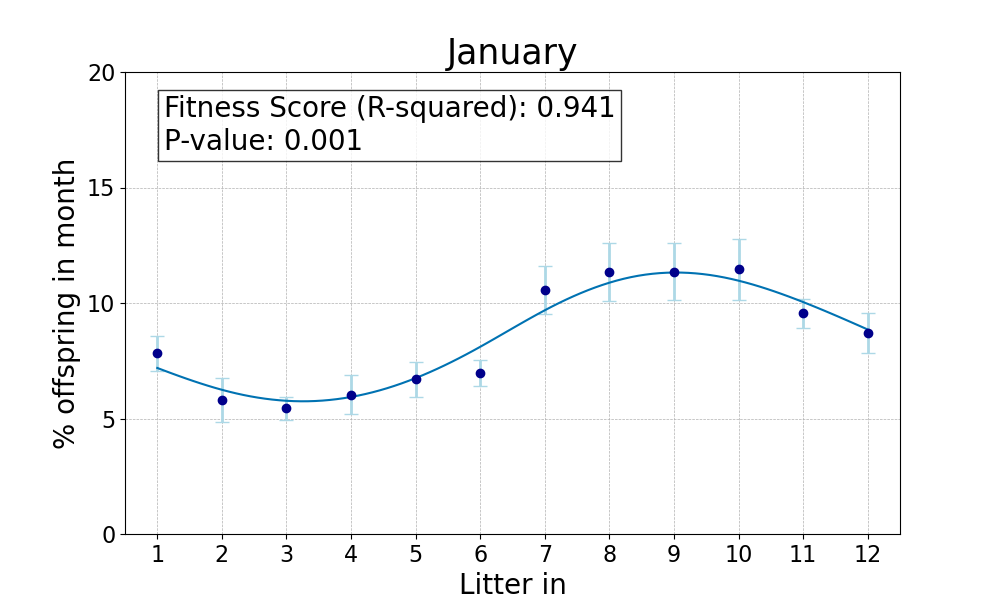 January
Fitness Score (R-squared): 0.941
P-value: 0.001
% offspring in month
20
15
10
5
0
1 2 3 4 5 6 7 8 9 10 11 12
Litter in